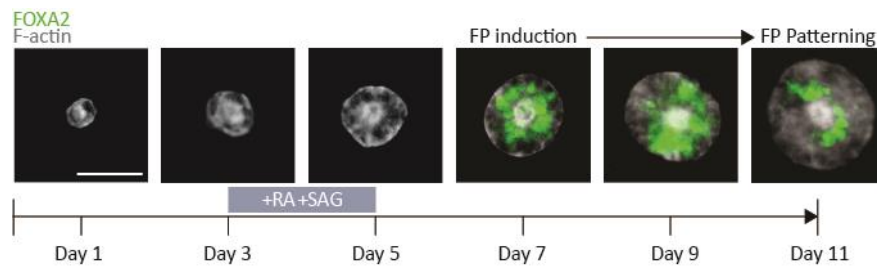 FOXA2
F-actin
FP induction
FP Patterning
+RA+SAG
Day 1
Day 3
Day 5
Day 7
Day 9
Day 11